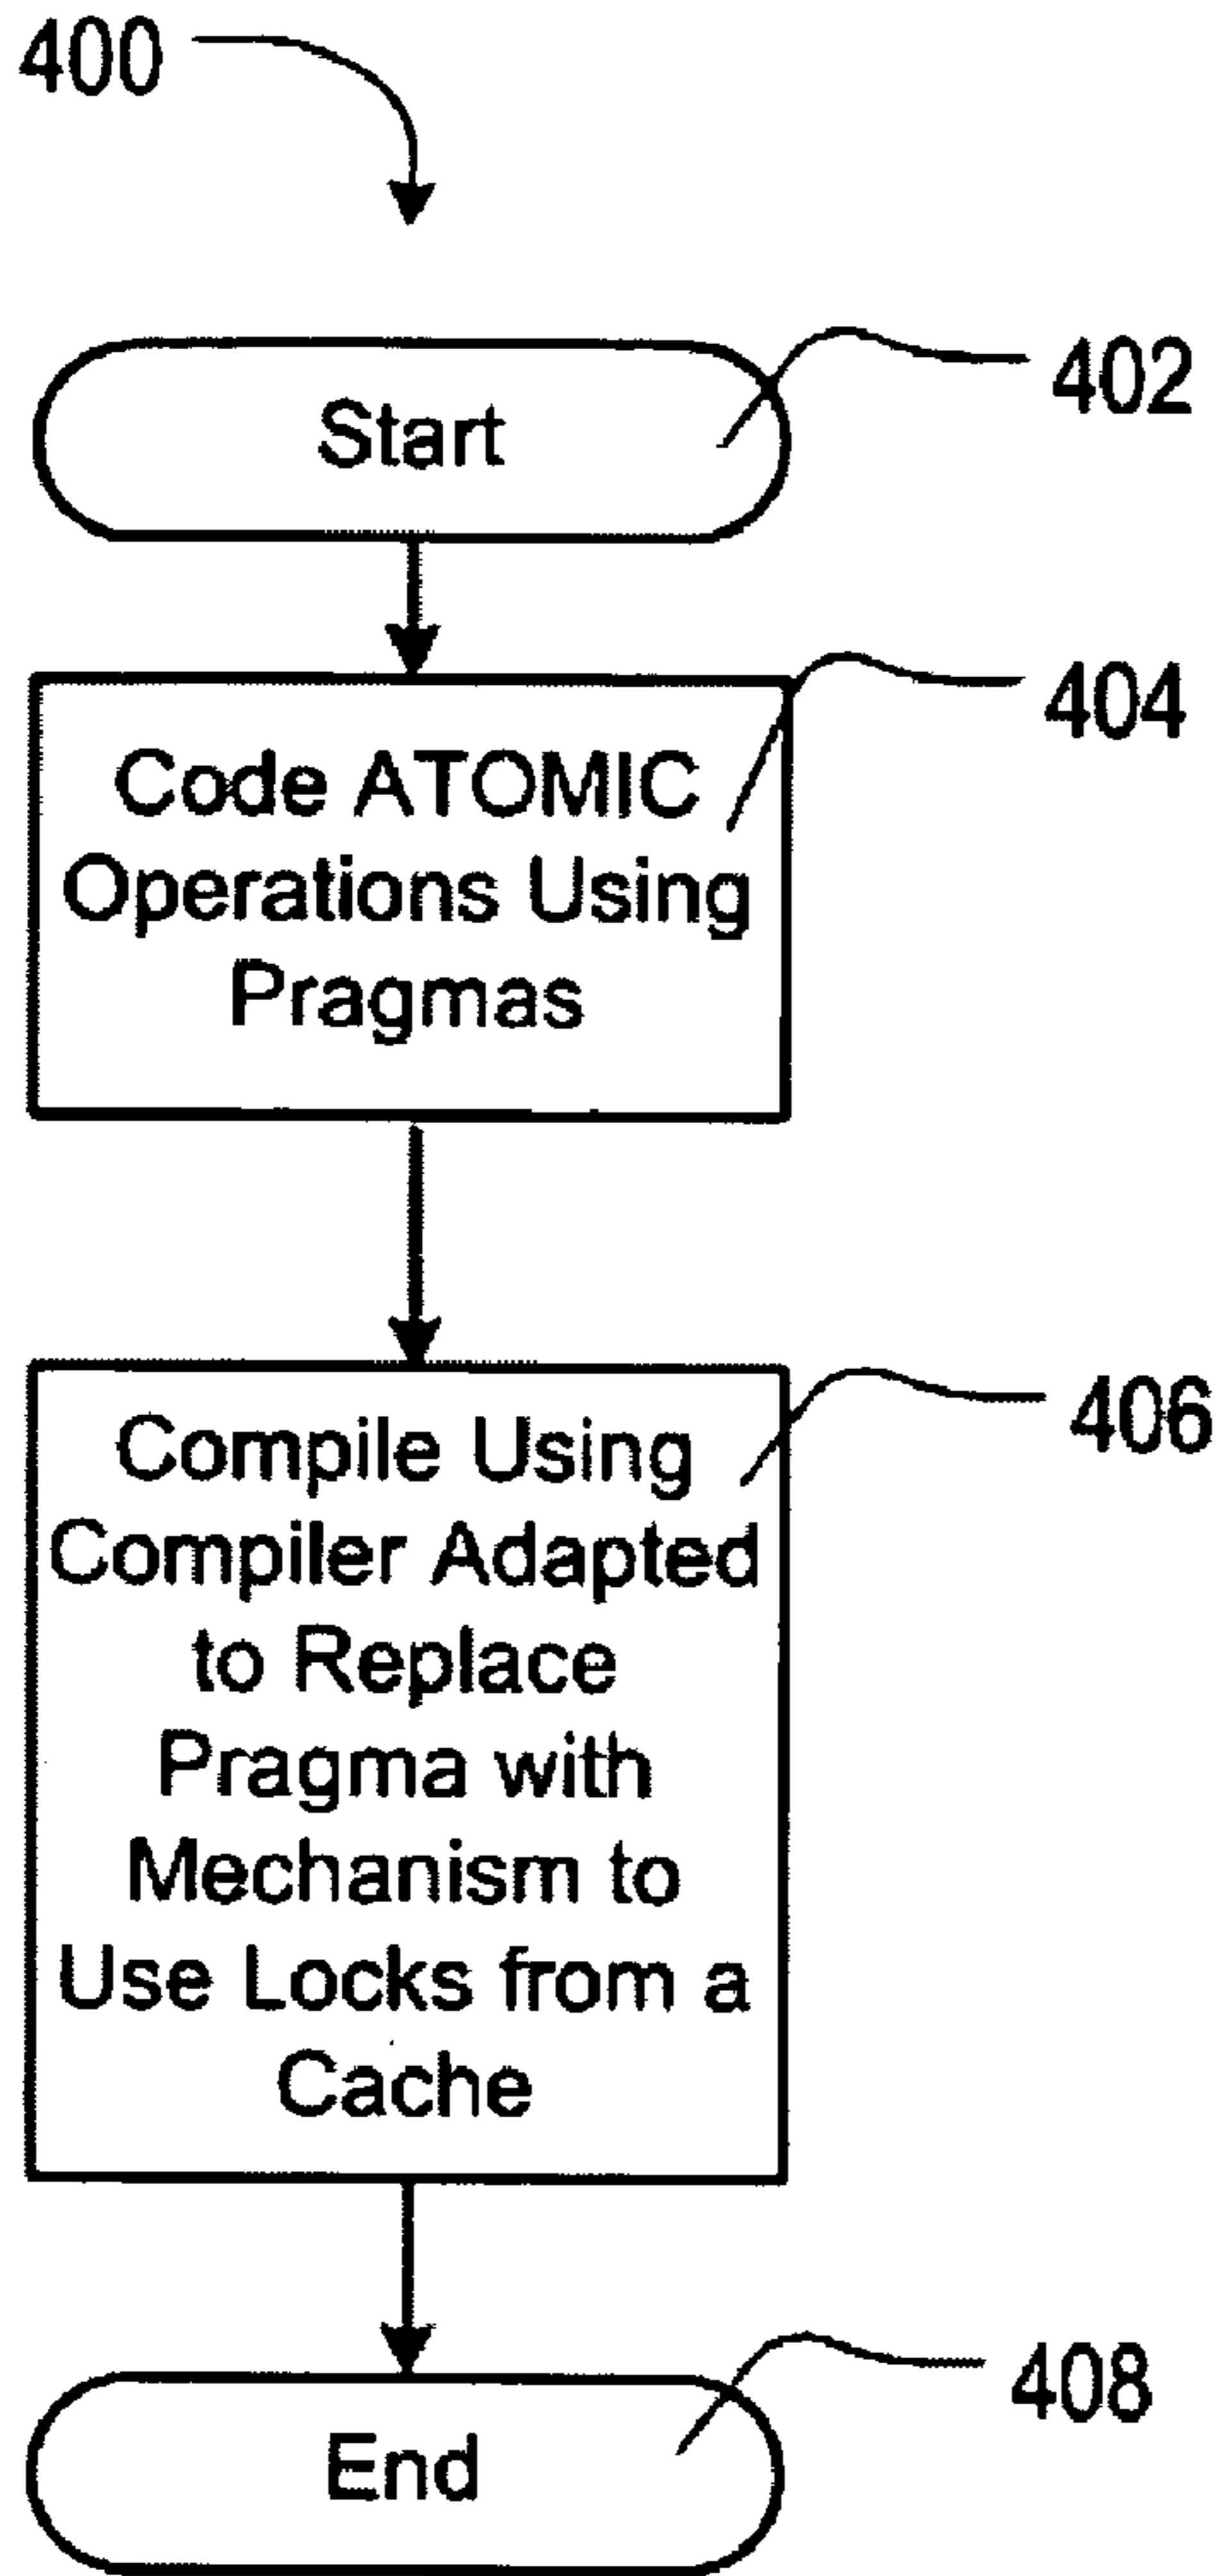 400
Start
402
Code ATOMIC
Operations Using
Pragmas
404
Compile Using
Compiler Adapted
to Replace
Pragma with
Mechanism to
Use Locks from a
Cache
406
End
408